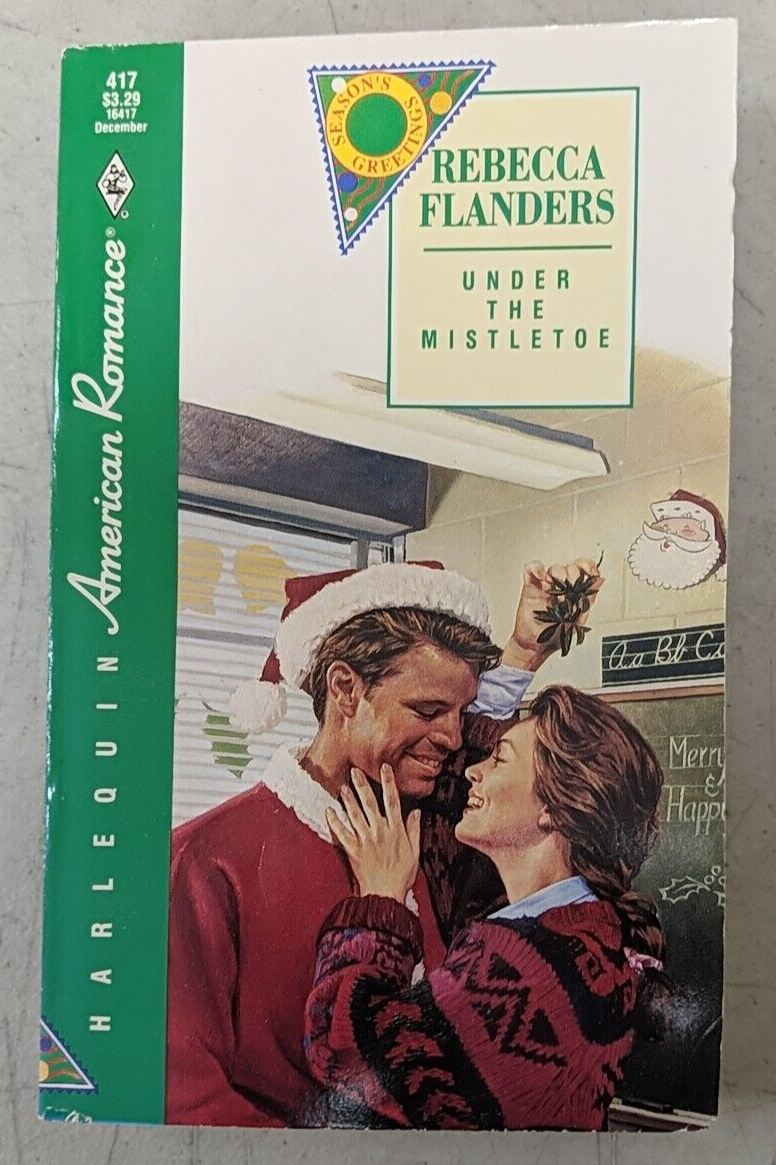 417
$3.29
16417
December
HARLEQUIN American Romance®
SEASON'S
GREETINGS
REBECCA
FLANDERS
UNDER
THE
MISTLETOE
Aa Bb Cc
Merry
&
Happ